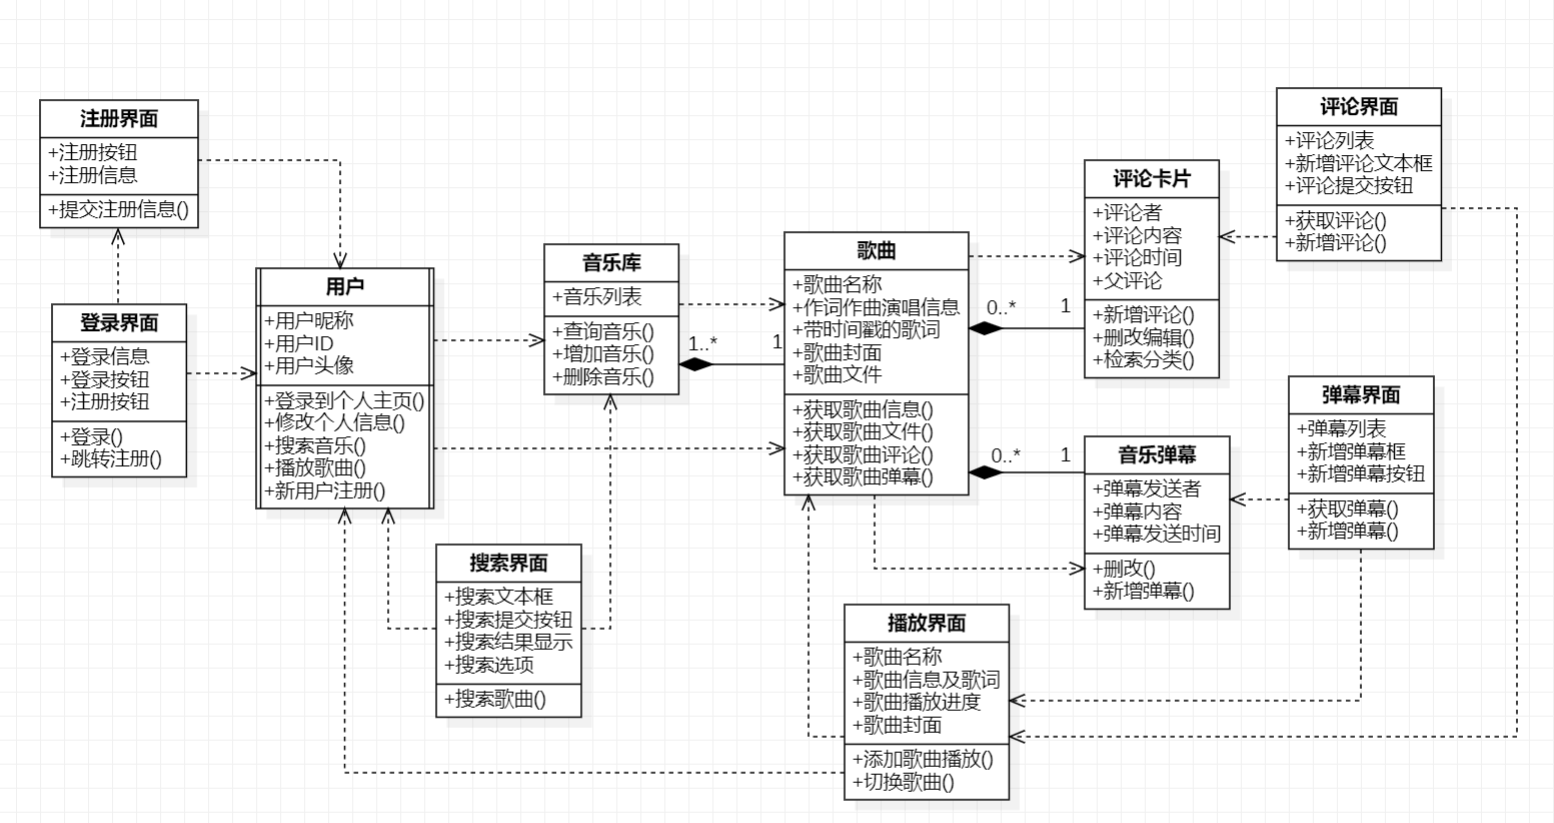 注册界面
+注册按钮
+注册信息
+提交注册信息()
登录界面
+登录信息
+登录按钮
+注册按钮
+登录()
+跳转注册()
用户
+用户昵称
+用户ID
+用户头像
+登录到个人主页()
+修改个人信息()
+搜索音乐()
+播放歌曲()
+新用户注册()
音乐库
+音乐列表
+查询音乐()
+增加音乐()
+删除音乐()
1..*
1
搜索界面
+搜索文本框
+搜索提交按钮
+搜索结果显示
+搜索选项
+搜索歌曲()
歌曲
+歌曲名称
+作词作曲演唱信息
+带时间戳的歌词
+歌曲封面
+歌曲文件
+获取歌曲信息()
+获取歌曲文件()
+获取歌曲评论()
+获取歌曲弹幕()
0..*
1
0..*
1
评论卡片
+评论者
+评论内容
+评论时间
+父评论
+新增评论()
+删改编辑()
+检索分类()
评论界面
+评论列表
+新增评论文本框
+评论提交按钮
+获取评论()
+新增评论()
音乐弹幕
+弹幕发送者
+弹幕内容
+弹幕发送时间
+删改()
+新增弹幕()
弹幕界面
+弹幕列表
+新增弹幕框
+新增弹幕按钮
+获取弹幕()
+新增弹幕()
播放界面
+歌曲名称
+歌曲信息及歌词
+歌曲播放进度
+歌曲封面
+添加歌曲播放()
+切换歌曲()